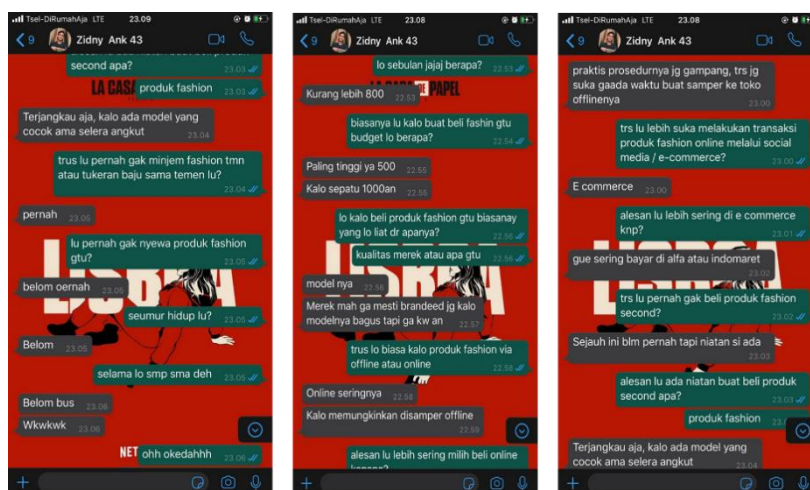 Tsel-DiRumahAja LTE 23.09
9 Zidny Ank 43
second apa? 23.03
LA CASA
produk fashion 23.03
Terjangkau aja, kalo ada model yang
cocok ama selera angkut 23.04
trus lu pernah gak minjem fashion tmn
atau tukeran baju sama temen lu?
23.04
pernah 23.05
lu pernah gak nyewa produk fashion
gtu? 23.05
belom oernah 23.05
seumur hidup lu? 23.05
Belom 23.05
selama lo smp sma deh 23.05
Belom bus 23.06
Wkwkwk 23.06
NET
ohh okedahhh 23.06
Tsel-DiRumahAja LTE 23.08
9 Zidny Ank 43
lo sebulan jajaj berapa? 22.53
DE PAPEL
Kurang lebih 800 22.53
biasanya lu kalo buat beli fashin gtu
budget lo berapa? 22.54
Paling tinggi ya 500 22.55
Kalo sepatu 1000an 22.55
lo kalo beli produk fashion gtu biasanay
yang lo liat dr apanya? 22.56
kualitas merek atau apa gtu 22.56
model nya 22.56
Merek mah ga mesti brandeed jg kalo
modelnya bagus tapi ga kw an 22.57
trus lo biasa kalo produk fashion via
offline atau online 22.58
Online seringnya 22.58
Kalo memungkinkan disamper offline
22.59
alesan lu lebih sering milih beli online
Tsel-DiRumahAja LTE 23.08
9 Zidny Ank 43
praktis prosedurnya jg gampang, trs jg
suka gaada waktu buat samper ke toko
offlinenya 23.00
trs lu lebih suka melakukan transaksi
produk fashion online melalui social
media / e-commerce? 23.00
E commerce 23.00
alesan lu lebih sering di e commerce
knp? 23.01
gue sering bayar di alfa atau indomaret
23.02
trs lu pernah gak beli produk fashion
second? 23.02
Sejauh ini blm pernah tapi niatan si ada
23.03
alesan lu ada niatan buat beli produk
second apa? 23.03
produk fashion
Terjangkau aja, kalo ada model yang
cocok ama selera angkut 23.04